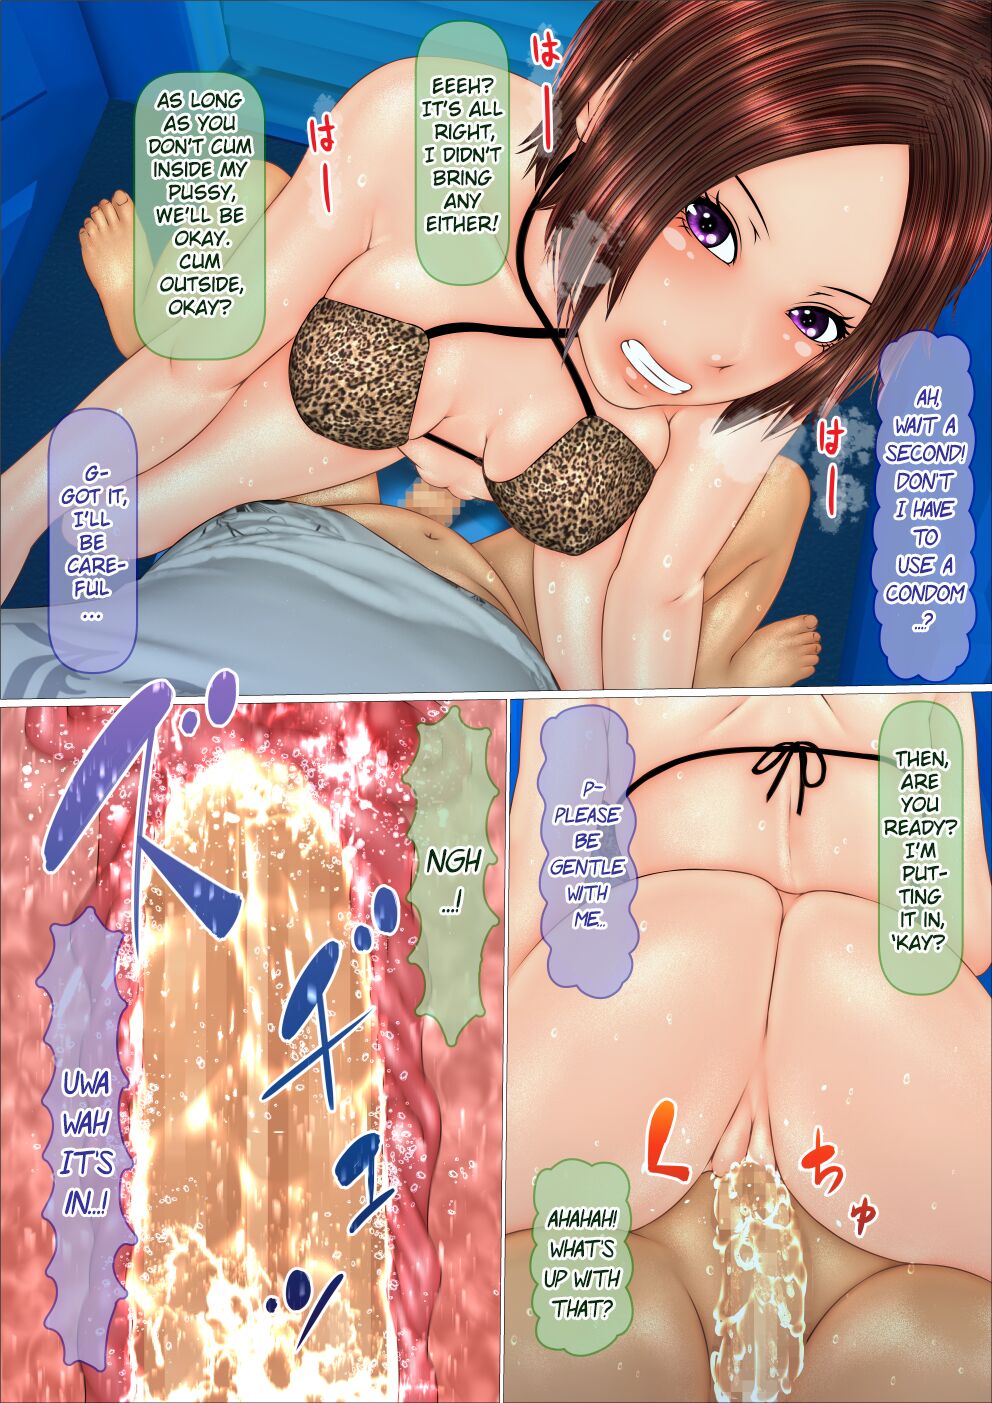 は
ー
は
ー
は
ー
AH,
WAIT A
SECOND!
DON'T
I HAVE
TO
USE A
CONDOM
...?
EEEH?
IT'S ALL
RIGHT,
I DIDN'T
BRING
ANY
EITHER!
AS LONG
AS YOU
DON'T CUM
INSIDE MY
PUSSY,
WE'LL BE
OKAY.
CUM
OUTSIDE,
OKAY?
G-
GOT IT,
I'LL
BE
CARE-
FUL
...
THEN,
ARE
YOU
READY?
I'M
PUT-
TING
IT IN,
'KAY?
P-
PLEASE
BE
GENTLE
WITH
ME...
くちゅ
AHAHAH!
WHAT'S
UP WITH
THAT?
NGH
...!
ズヂュッ
UWA
WAH
IT'S
IN...!